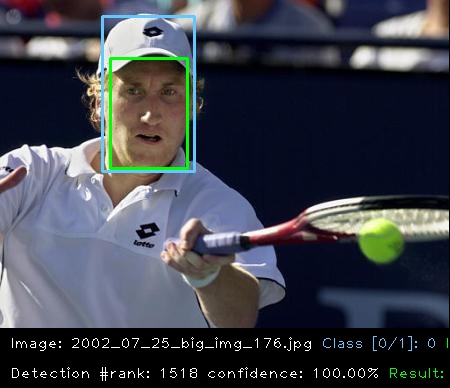 lotto
Image: 2002_07_25_big_img_176.jpg Class [0/1]: 0
Detection #rank: 1518 confidence: 100.00% Result: